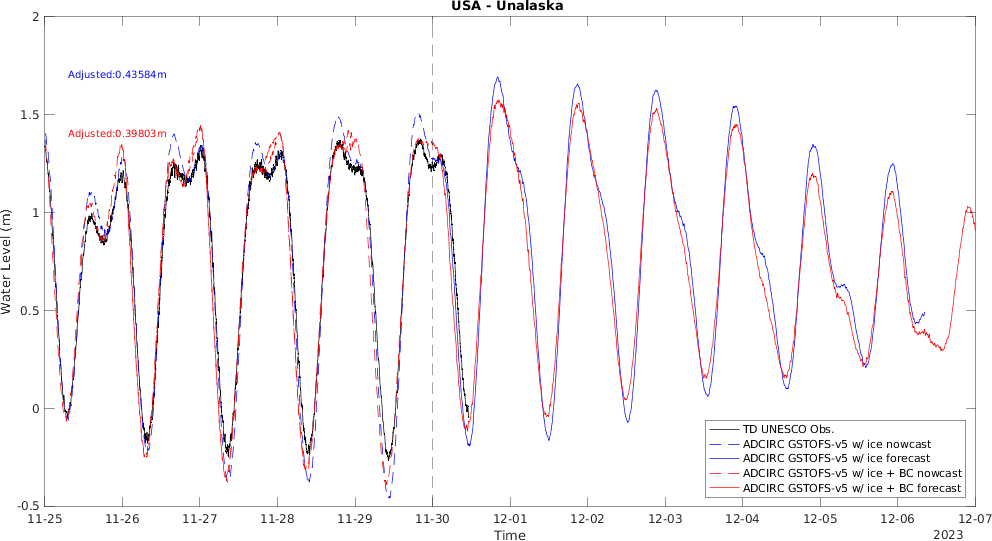 USA - Unalaska
2
1.5
1
0.5
0
-0.5
Water Level (m)
Adjusted:0.43584m
Adjusted:0.39803m
TD UNESCO Obs.
ADCIRC GSTOFS-v5 w/ ice nowcast
ADCIRC GSTOFS-v5 w/ ice forecast
ADCIRC GSTOFS-v5 w/ ice + BC nowcast
ADCIRC GSTOFS-v5 w/ ice + BC forecast
11-25 11-26 11-27 11-28 11-29 11-30 12-01 12-02 12-03 12-04 12-05 12-06 12-07
Time
2023